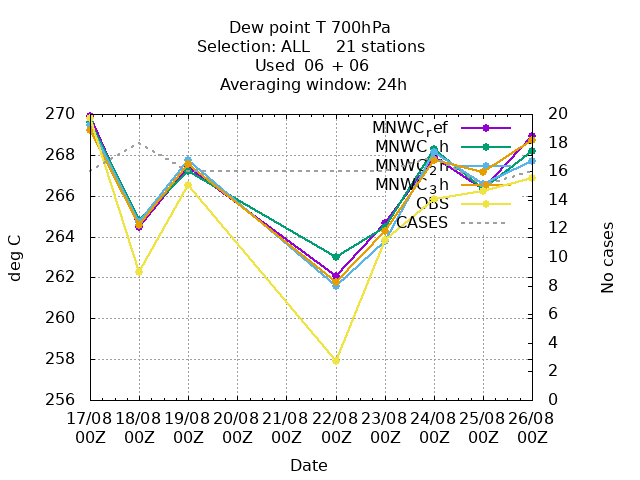 Dew point T 700hPa
Selection: ALL 21 stations
Used 06 + 06
Averaging window: 24h
270
268
266
264
262
260
258
256
20
18
16
14
12
10
8
6
4
2
0
MNWC_ref
MNWC h
MNWC_2h
MNWC_3h
OBS
CASES
deg C
No cases
17/08 18/08 19/08 20/08 21/08 22/08 23/08 24/08 25/08 26/08
00Z 00Z 00Z 00Z 00Z 00Z 00Z 00Z 00Z 00Z
Date